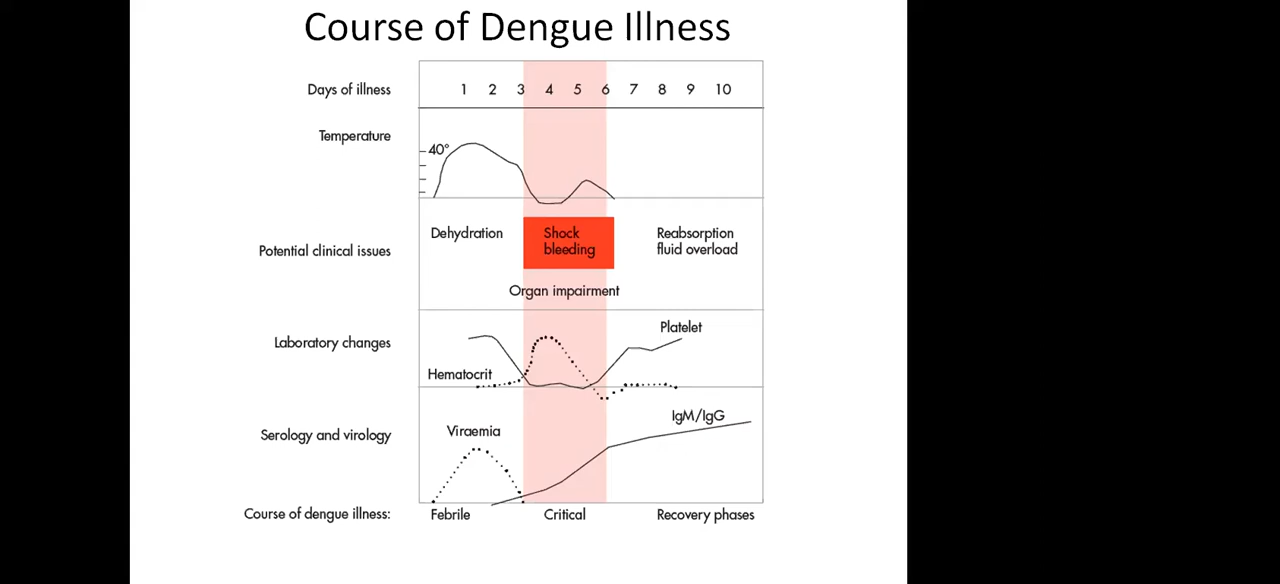 Course of Dengue Illness
Days of illness 1 2 3 4 5 6 7 8 9 10
Temperature
40°
Dehydration Shock Reabsorption
bleeding fluid overload
Potential clinical issues
Organ impairment
Platelet
Laboratory changes
Hematocrit
IgM/IgG
Serology and virology Viraemia
Course of dengue illness: Febrile Critical Recovery phases